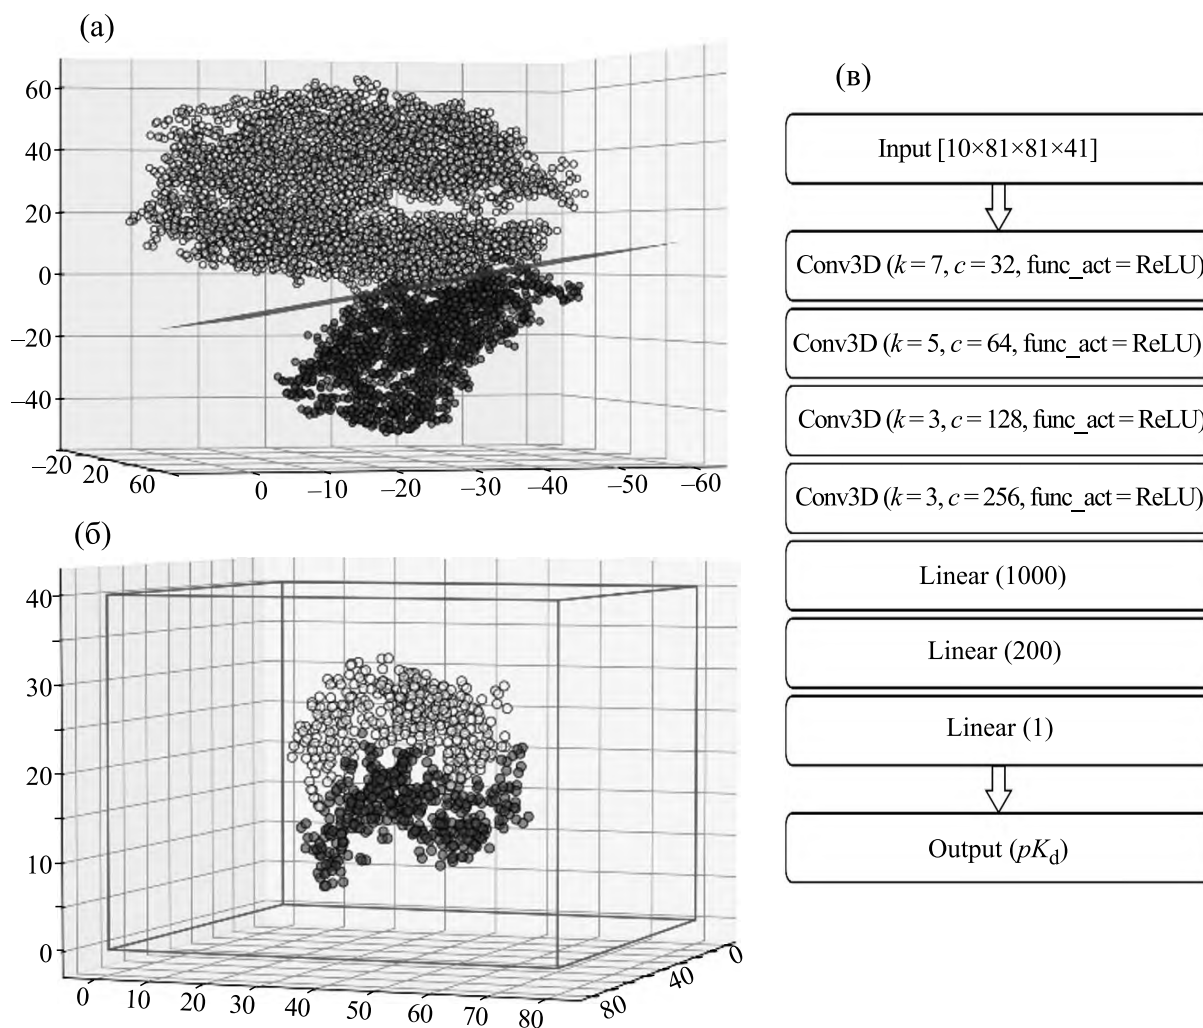 (а)
60
40
20
0
–20
–40
–20
20
60
0
–10
–20
–30
–40
–50
–60
(б)
40
30
20
10
0
0
10
20
30
40
50
60
70
80
80
40
0
(в)
Input [10×81×81×41]
Conv3D (k = 7, c = 32, func_act = ReLU)
Conv3D (k = 5, c = 64, func_act = ReLU)
Conv3D (k = 3, c = 128, func_act = ReLU)
Conv3D (k = 3, c = 256, func_act = ReLU)
Linear (1000)
Linear (200)
Linear (1)
Output (pKd)